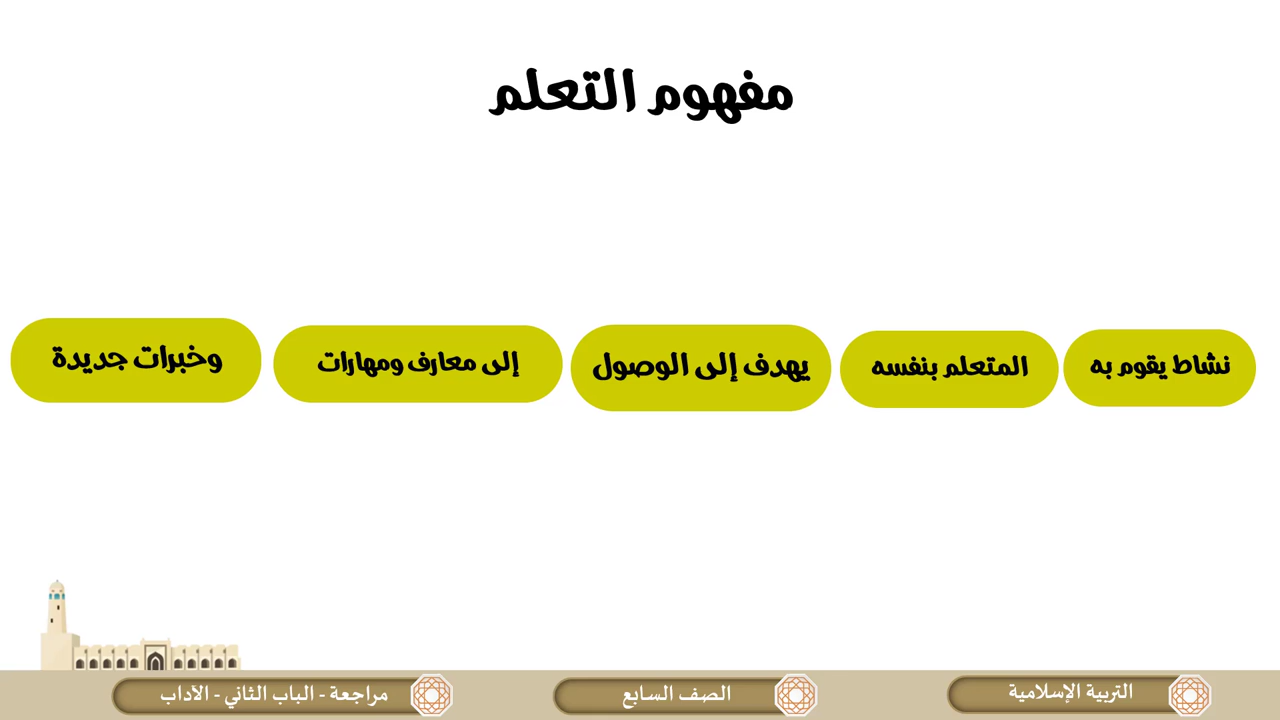 مفهوم التعلم
نشاط يقوم به
المتعلم بنفسه
يهدف إلى الوصول
إلى معارف ومهارات
وخبرات جديدة
التربية الإسلامية
الصف السابع
مراجعة - الباب الثاني - الآداب